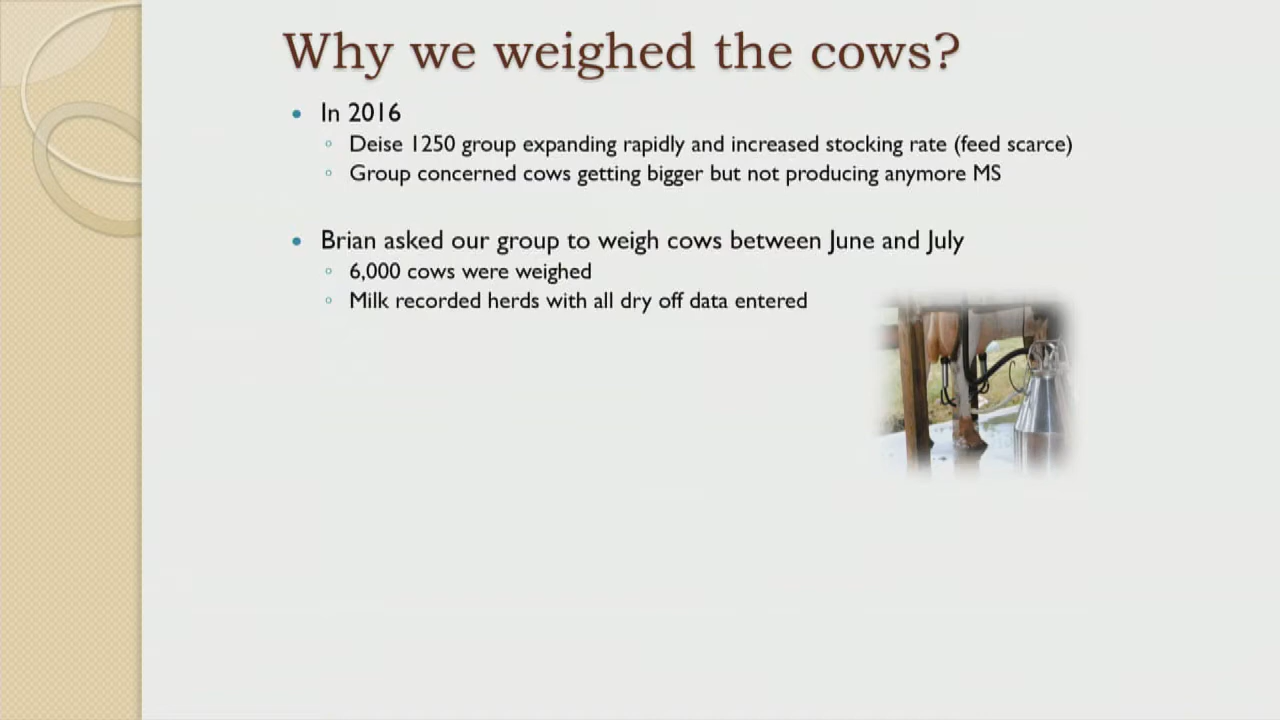 Why we weighed the cows?
In 2016
Deise 1250 group expanding rapidly and increased stocking rate (feed scarce)
Group concerned cows getting bigger but not producing anymore MS
Brian asked our group to weigh cows between June and July
6,000 cows were weighed
Milk recorded herds with all dry off data entered